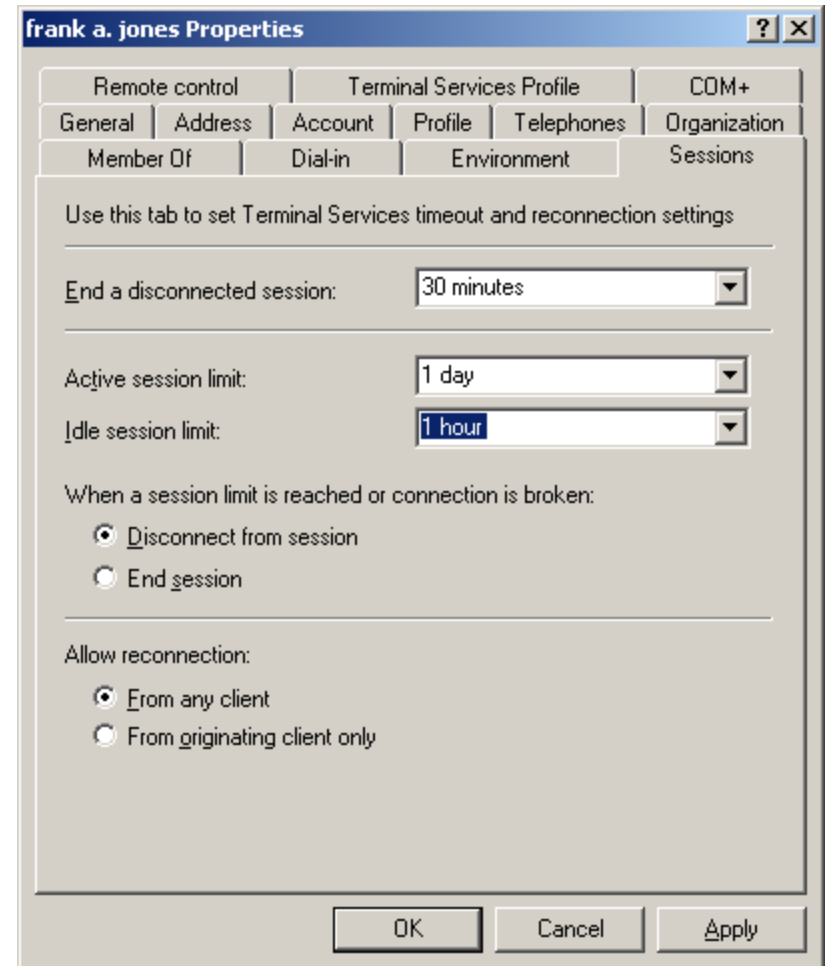 frank a. jones Properties
Remote control Terminal Services Profile COM+
General Address Account Profile Telephones Organization
Member Of Dial-in Environment Sessions
Use this tab to set Terminal Services timeout and reconnection settings
End a disconnected session: 30 minutes
Active session limit: 1 day
Idle session limit: 1 hour
When a session limit is reached or connection is broken:
Disconnect from session
End session
Allow reconnection:
From any client
From originating client only
OK Cancel Apply